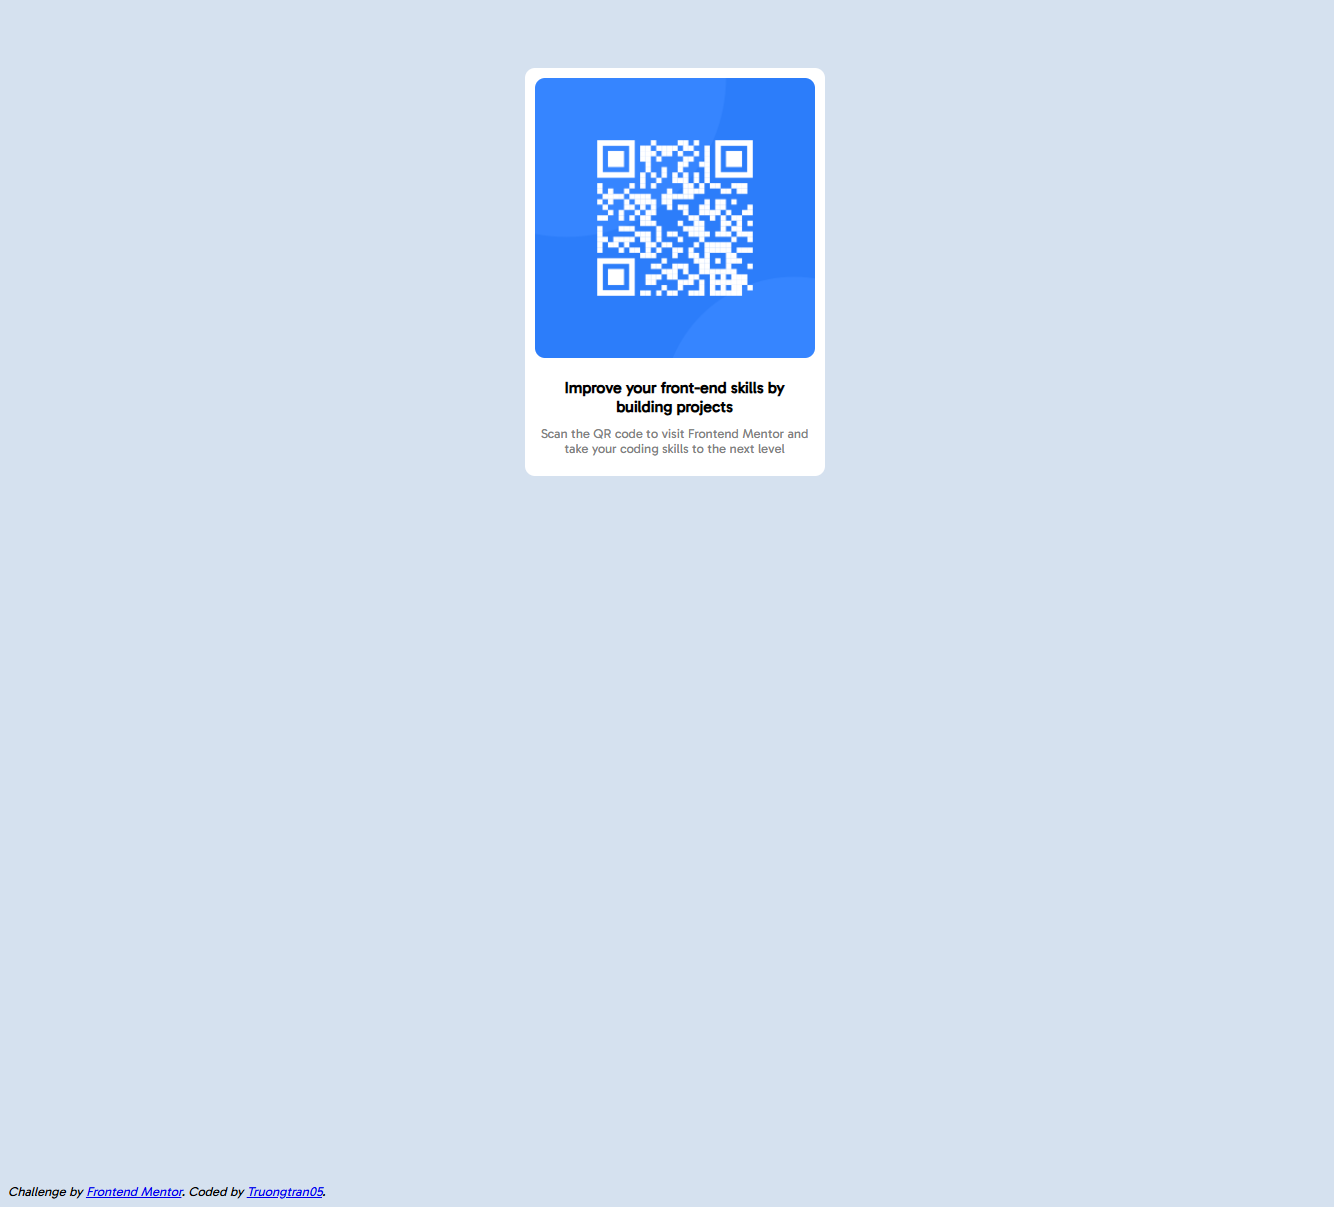 Improve your front-end skills by
building projects
Scan the QR code to visit Frontend Mentor and
take your coding skills to the next level
Challenge by Frontend Mentor. Coded by Truongtran05.